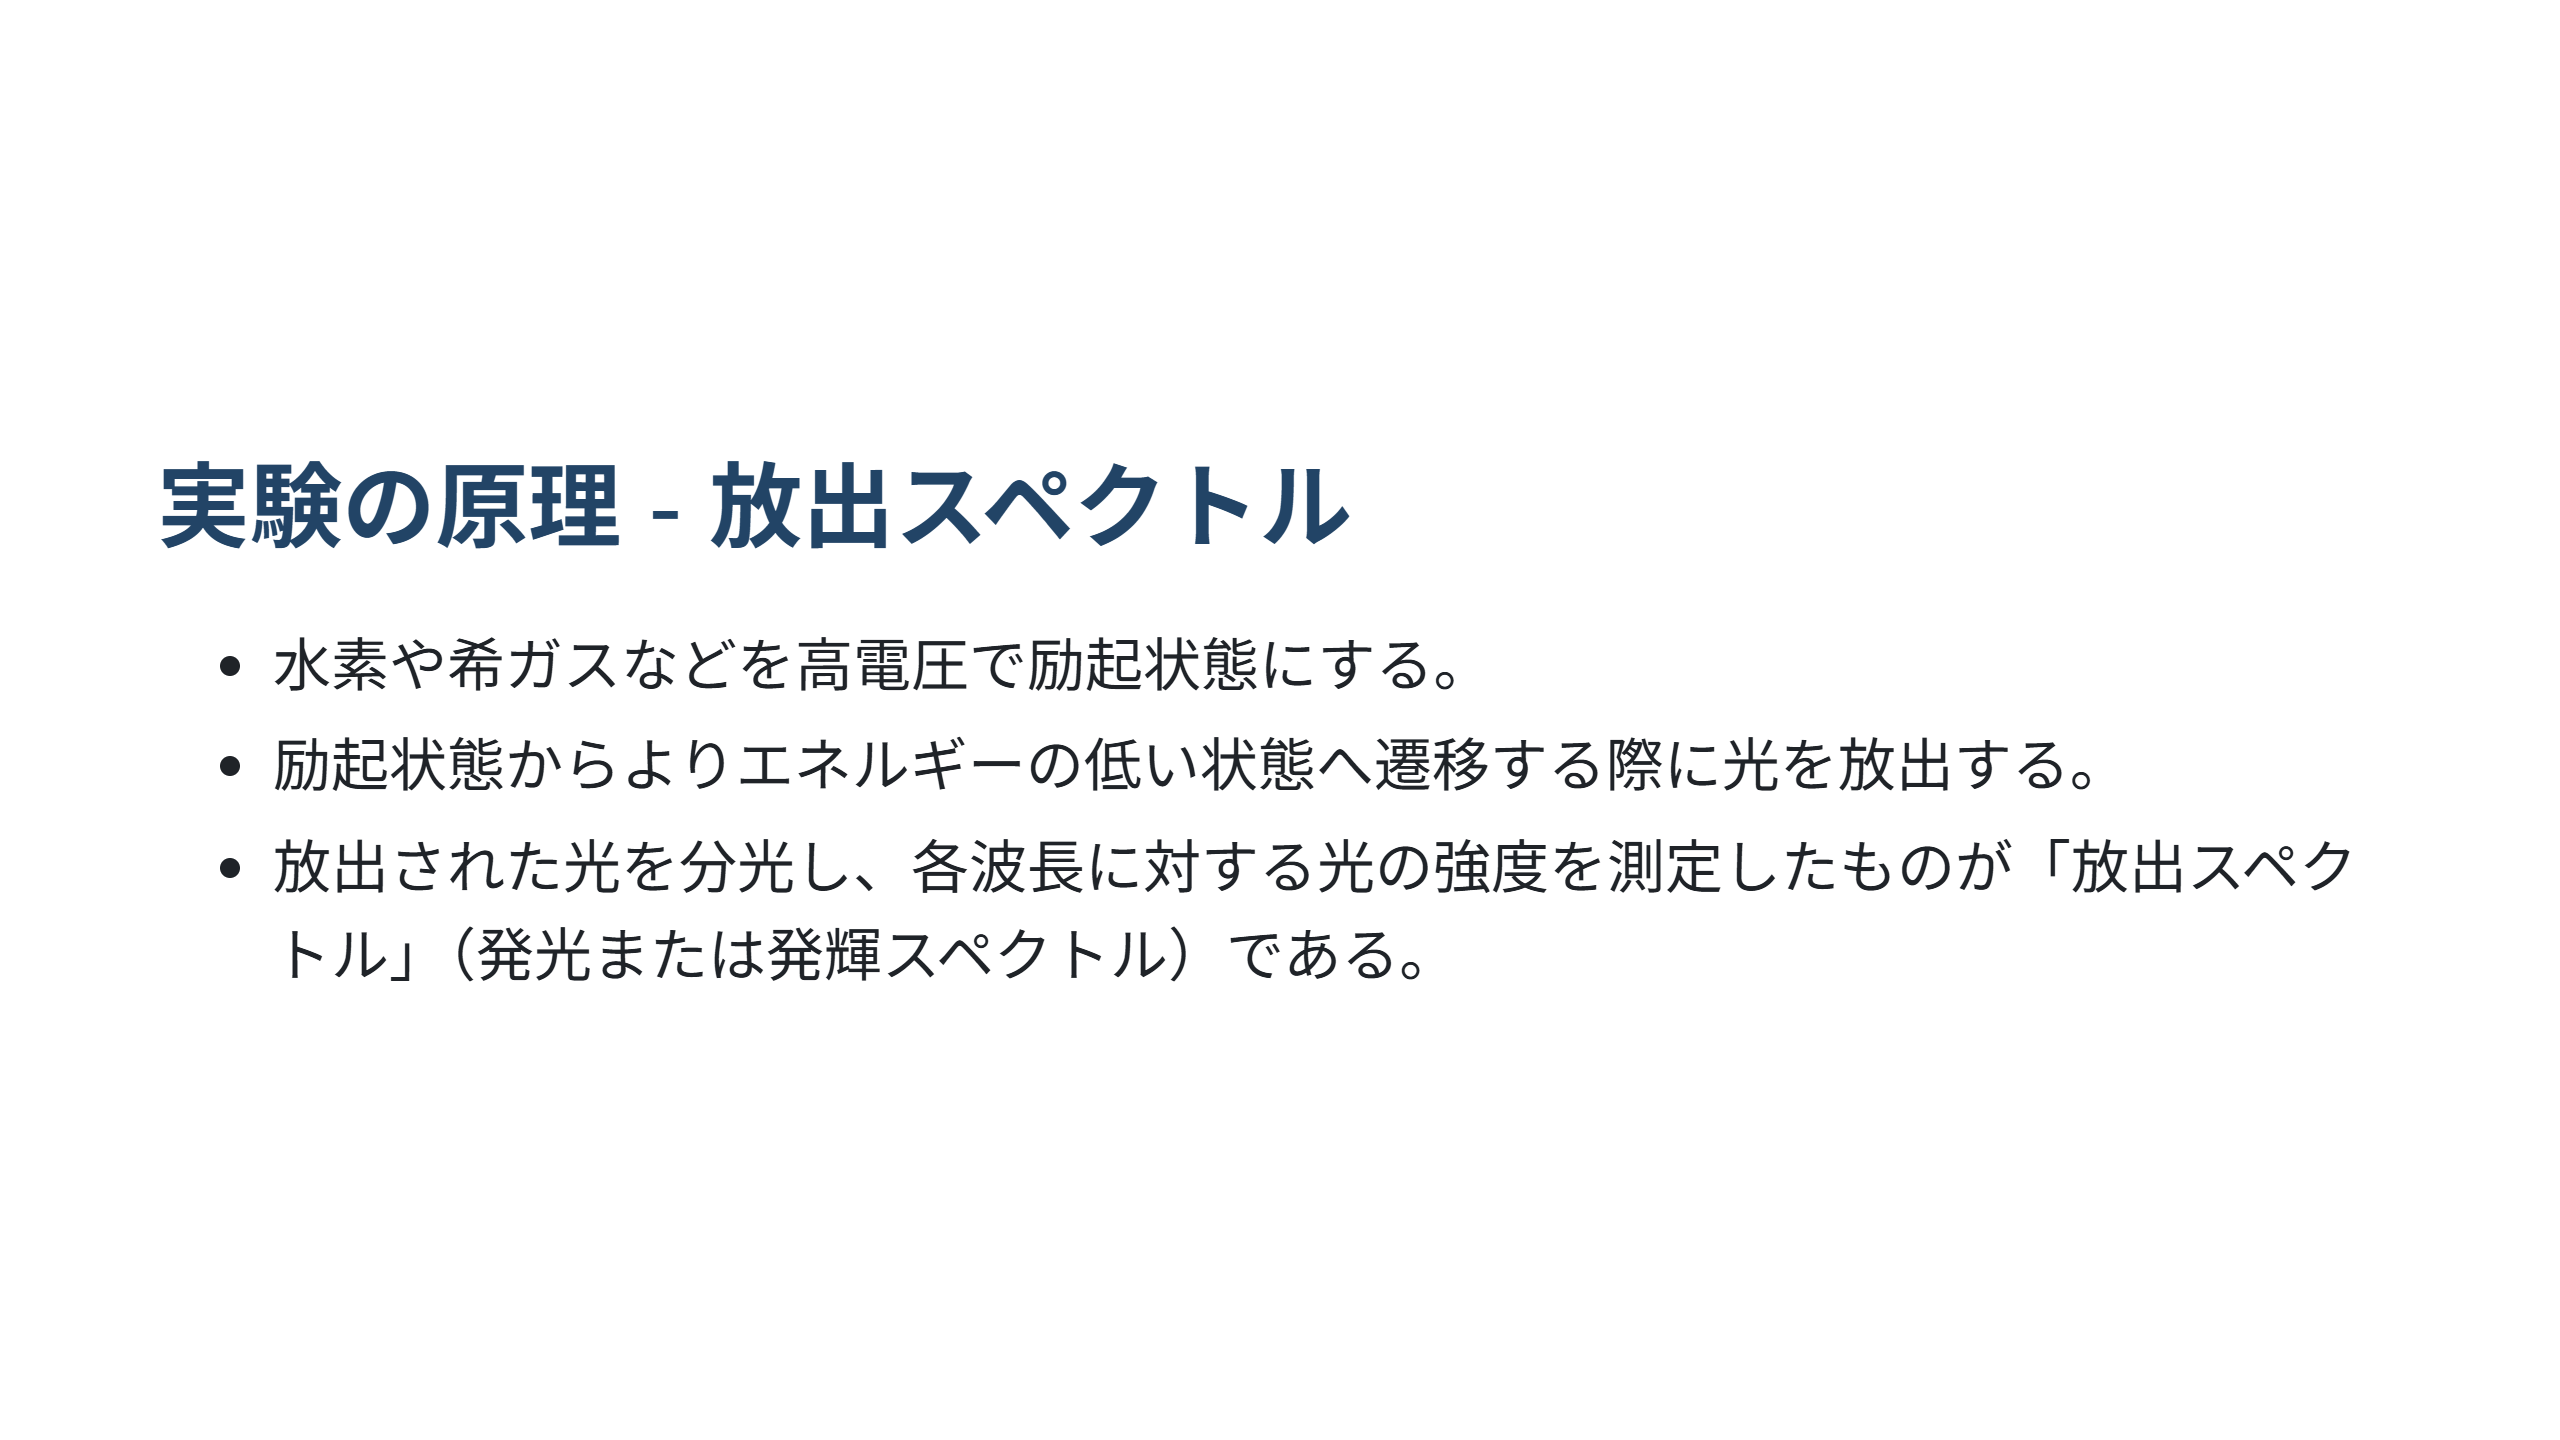 実験の原理 - 放出スペクトル
• 水素や希ガスなどを高電圧で励起状態にする。
• 励起状態からよりエネルギーの低い状態へ遷移する際に光を放出する。
• 放出された光を分光し、各波長に対する光の強度を測定したものが「放出スペク
トル」（発光または発輝スペクトル）である。